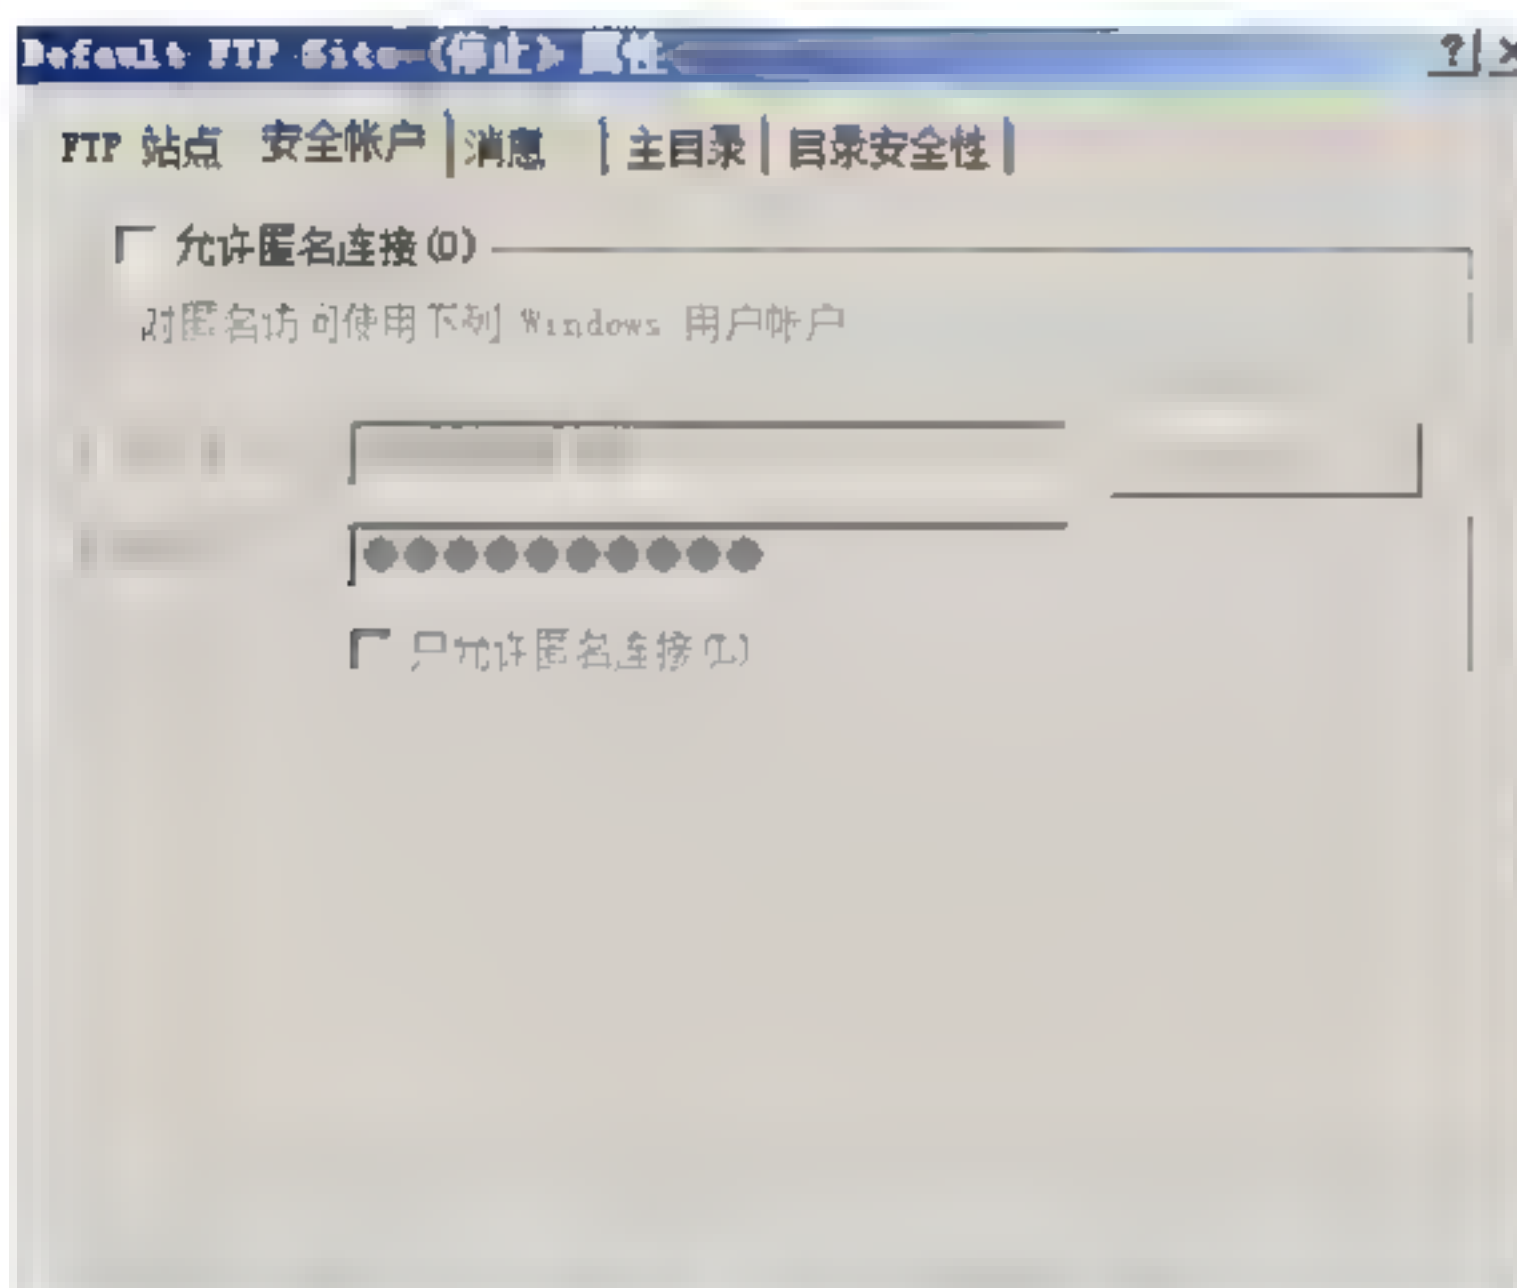 Default FTP Site (停止) 属性
FTP 站点 安全帐户 消息 主目录 目录安全性
允许匿名连接(O)
对匿名访问使用下列 Windows 用户帐户
●●●●●●●●●●
只允许匿名连接(L)